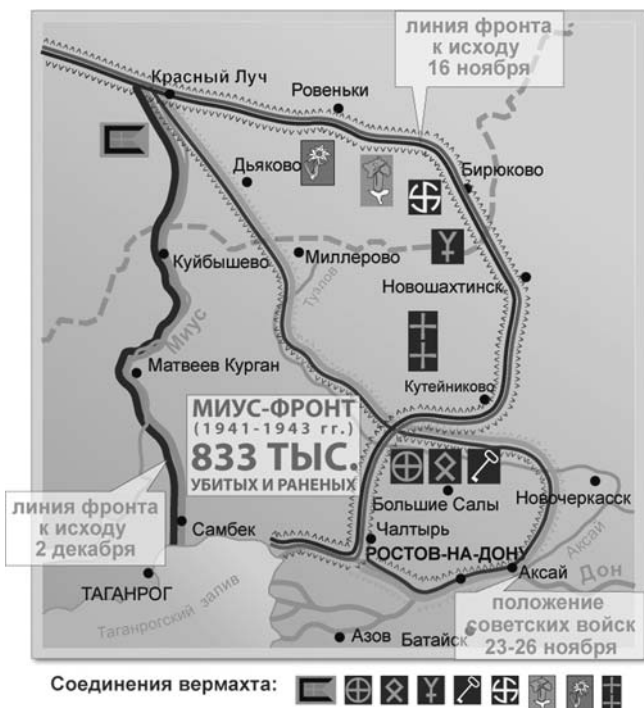 линия фронта
к исходу
16 ноября
Красный Луч
Ровеньки
Дьяково
Бирюково
Куйбышево
Миллерово
Тузлов
Новошахтинск
Миус
Матвеев Курган
Кутейниково
МИУС-ФРОНТ
(1941-1943 гг.)
833 ТЫС.
УБИТЫХ И РАНЕНЫХ
Большие Салы
Новочеркасск
линия фронта
к исходу
2 декабря
Самбек
Чалтырь
РОСТОВ-НА-ДОНУ
Аксай
Аксай
Дон
ТАГАНРОГ
Таганрогский залив
Азов
Батайск
положение
советских войск
23-26 ноября
Соединения вермахта: